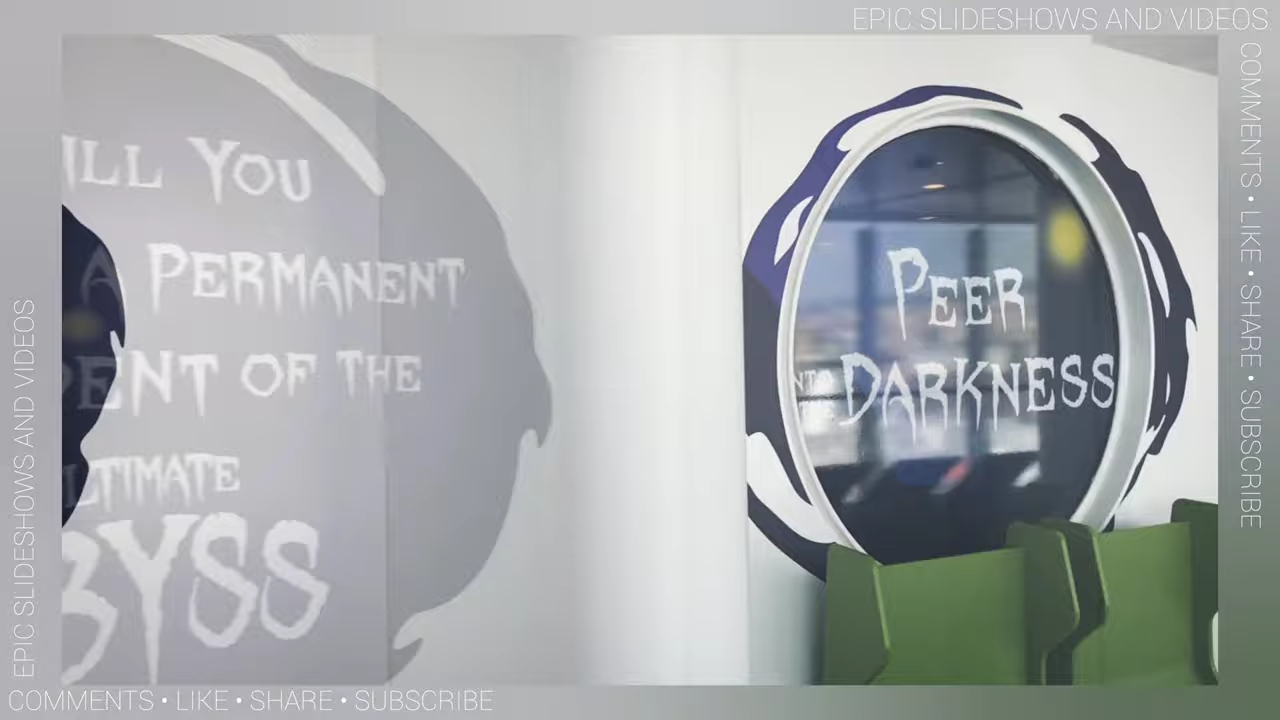 EPIC SLIDESHOWS AND VIDEOS
COMMENTS • LIKE • SHARE • SUBSCRIBE
ILL YOU
A PERMANENT
ENT OF THE
LTIMATE
BYSS
PEER
DARKNESS
EPIC SLIDESHOWS AND VIDEOS
COMMENTS • LIKE • SHARE • SUBSCRIBE